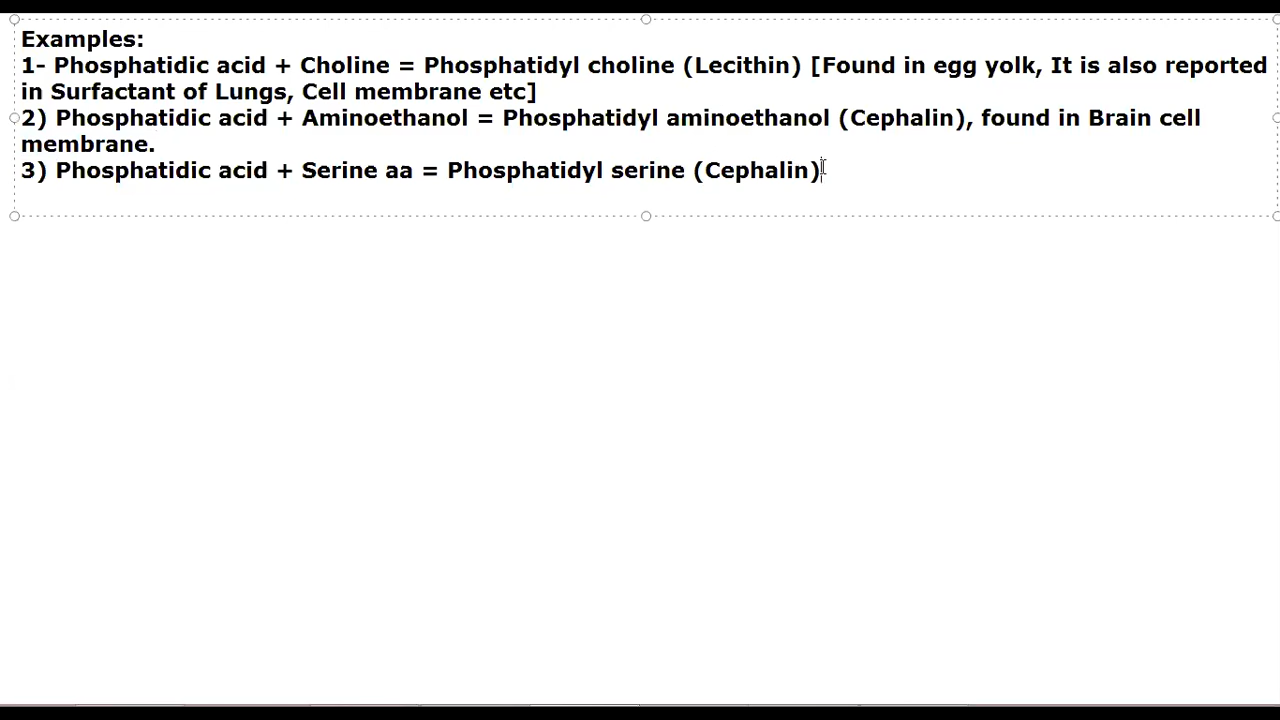 Examples:
1- Phosphatidic acid + Choline = Phosphatidyl choline (Lecithin) [Found in egg yolk, It is also reported
in Surfactant of Lungs, Cell membrane etc]
2) Phosphatidic acid + Aminoethanol = Phosphatidyl aminoethanol (Cephalin), found in Brain cell
membrane.
3) Phosphatidic acid + Serine aa = Phosphatidyl serine (Cephalin)